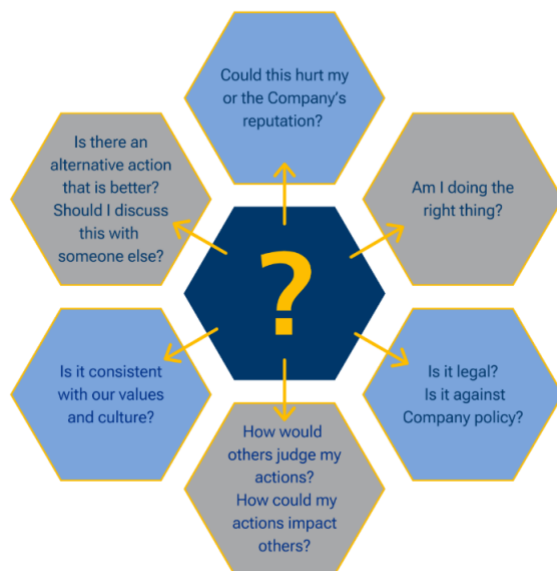 Could this hurt my
or the Company's
reputation?
Is there an
alternative action
that is better?
Should I discuss
this with
someone else?
Am I doing the
right thing?
?
Is it consistent
with our values
and culture?
Is it legal?
Is it against
Company policy?
How would
others judge my
actions?
How could my
actions impact
others?